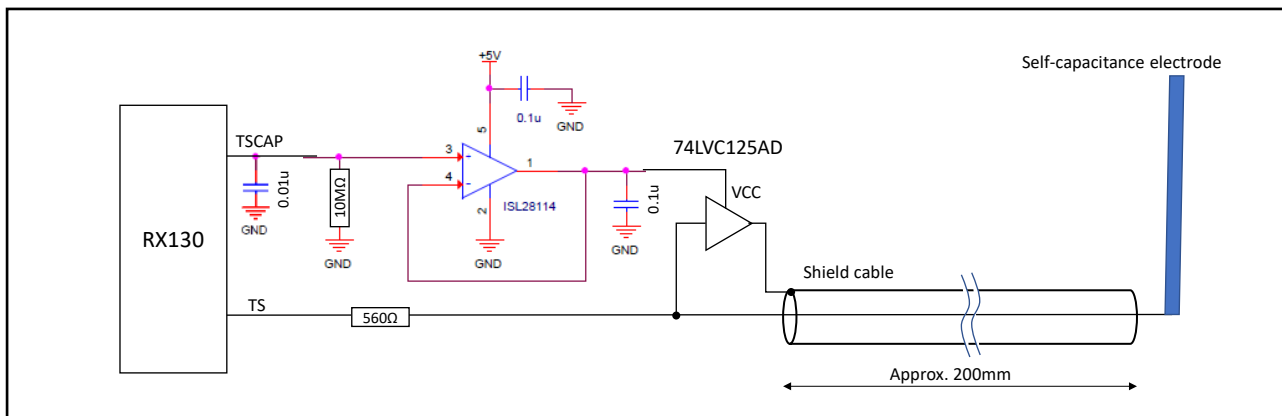 +5V
Self-capacitance electrode
0.1u
GND
TSCAP
5
74LVC125AD
3
+
1
4
-
VCC
0.01u
10MΩ
ISL28114
0.1u
2
GND
RX130
GND
GND
GND
Shield cable
TS
560Ω
Approx. 200mm